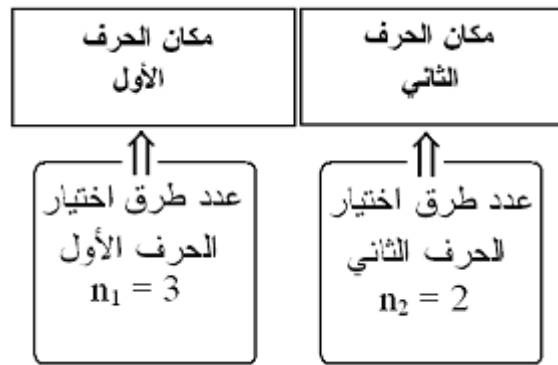 مكان الحرف
الأول
مكان الحرف
الثاني
عدد طرق اختيار
الحرف الأول
n₁ = 3
عدد طرق اختيار
الحرف الثاني
n₂ = 2